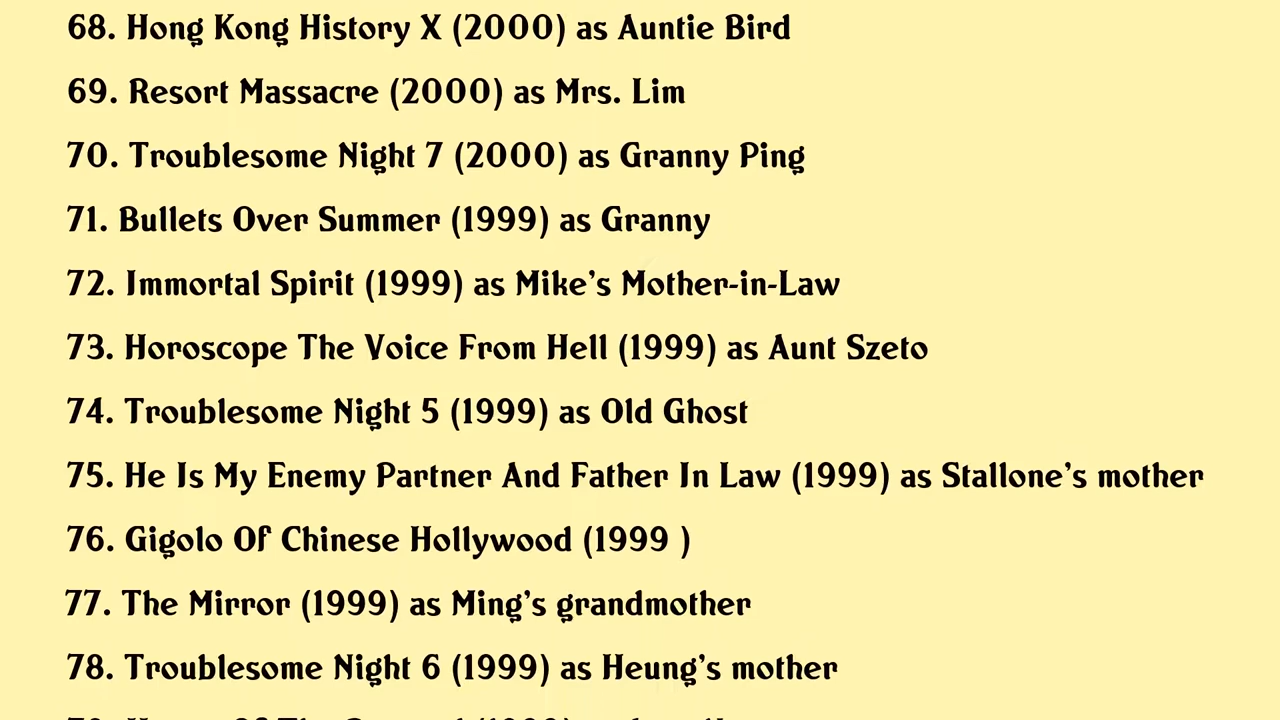 68. Hong Kong History X (2000) as Auntie Bird
69. Resort Massacre (2000) as Mrs. Lim
70. Troublesome Night 7 (2000) as Granny Ping
71. Bullets Over Summer (1999) as Granny
72. Immortal Spirit (1999) as Mike's Mother-in-Law
73. Horoscope The Voice From Hell (1999) as Aunt Szeto
74. Troublesome Night 5 (1999) as Old Ghost
75. He Is My Enemy Partner And Father In Law (1999) as Stallone's mother
76. Gigolo Of Chinese Hollywood (1999 )
77. The Mirror (1999) as Ming's grandmother
78. Troublesome Night 6 (1999) as Heung's mother